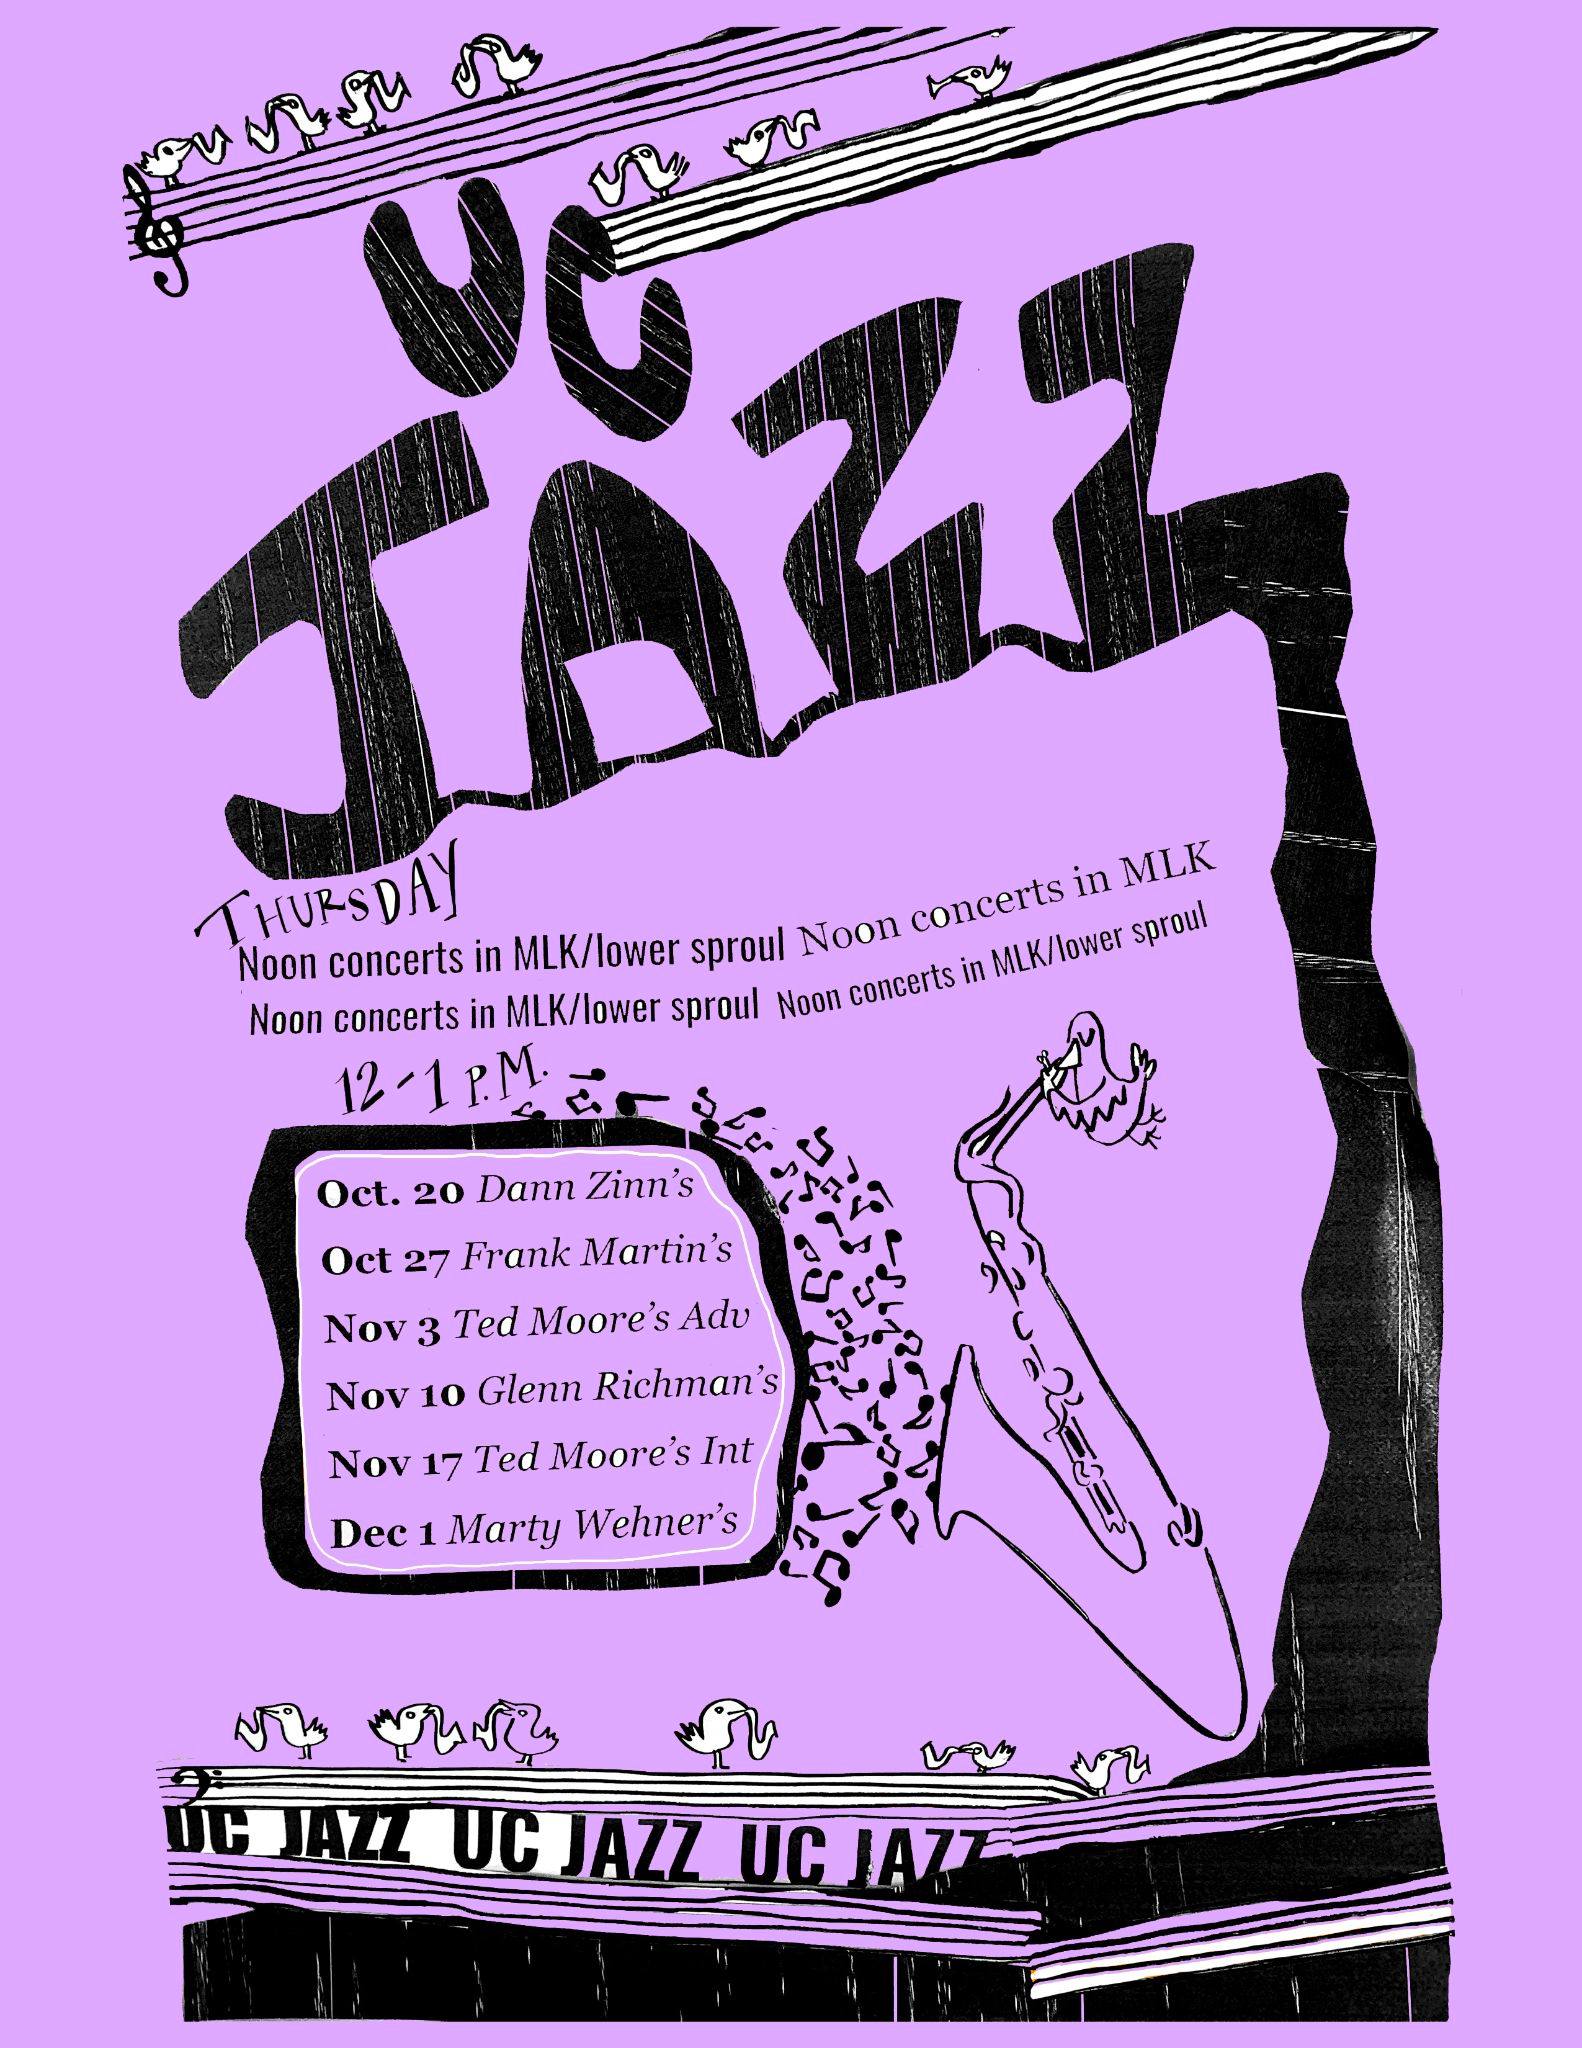 UC
JAZZ
THURSDAY
Noon concerts in MLK/lower sproul Noon concerts in MLK
Noon concerts in MLK/lower sproul Noon concerts in MLK/lower sproul
12-1 P.M.
Oct. 20 Dann Zinn's
Oct 27 Frank Martin's
Nov 3 Ted Moore's Adv
Nov 10 Glenn Richman's
Nov 17 Ted Moore's Int
Dec 1 Marty Wehner's
UC JAZZ UC JAZZ UC JAZZ